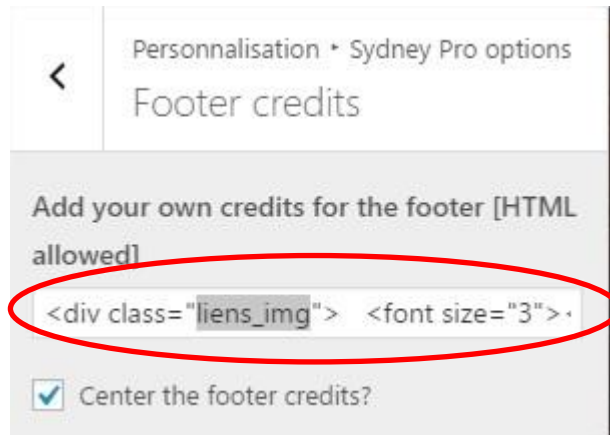 Personnalisation ‣ Sydney Pro options
Footer credits
Add your own credits for the footer [HTML
allowed]
<div class="liens_img">   <font size="3"> <
Center the footer credits?